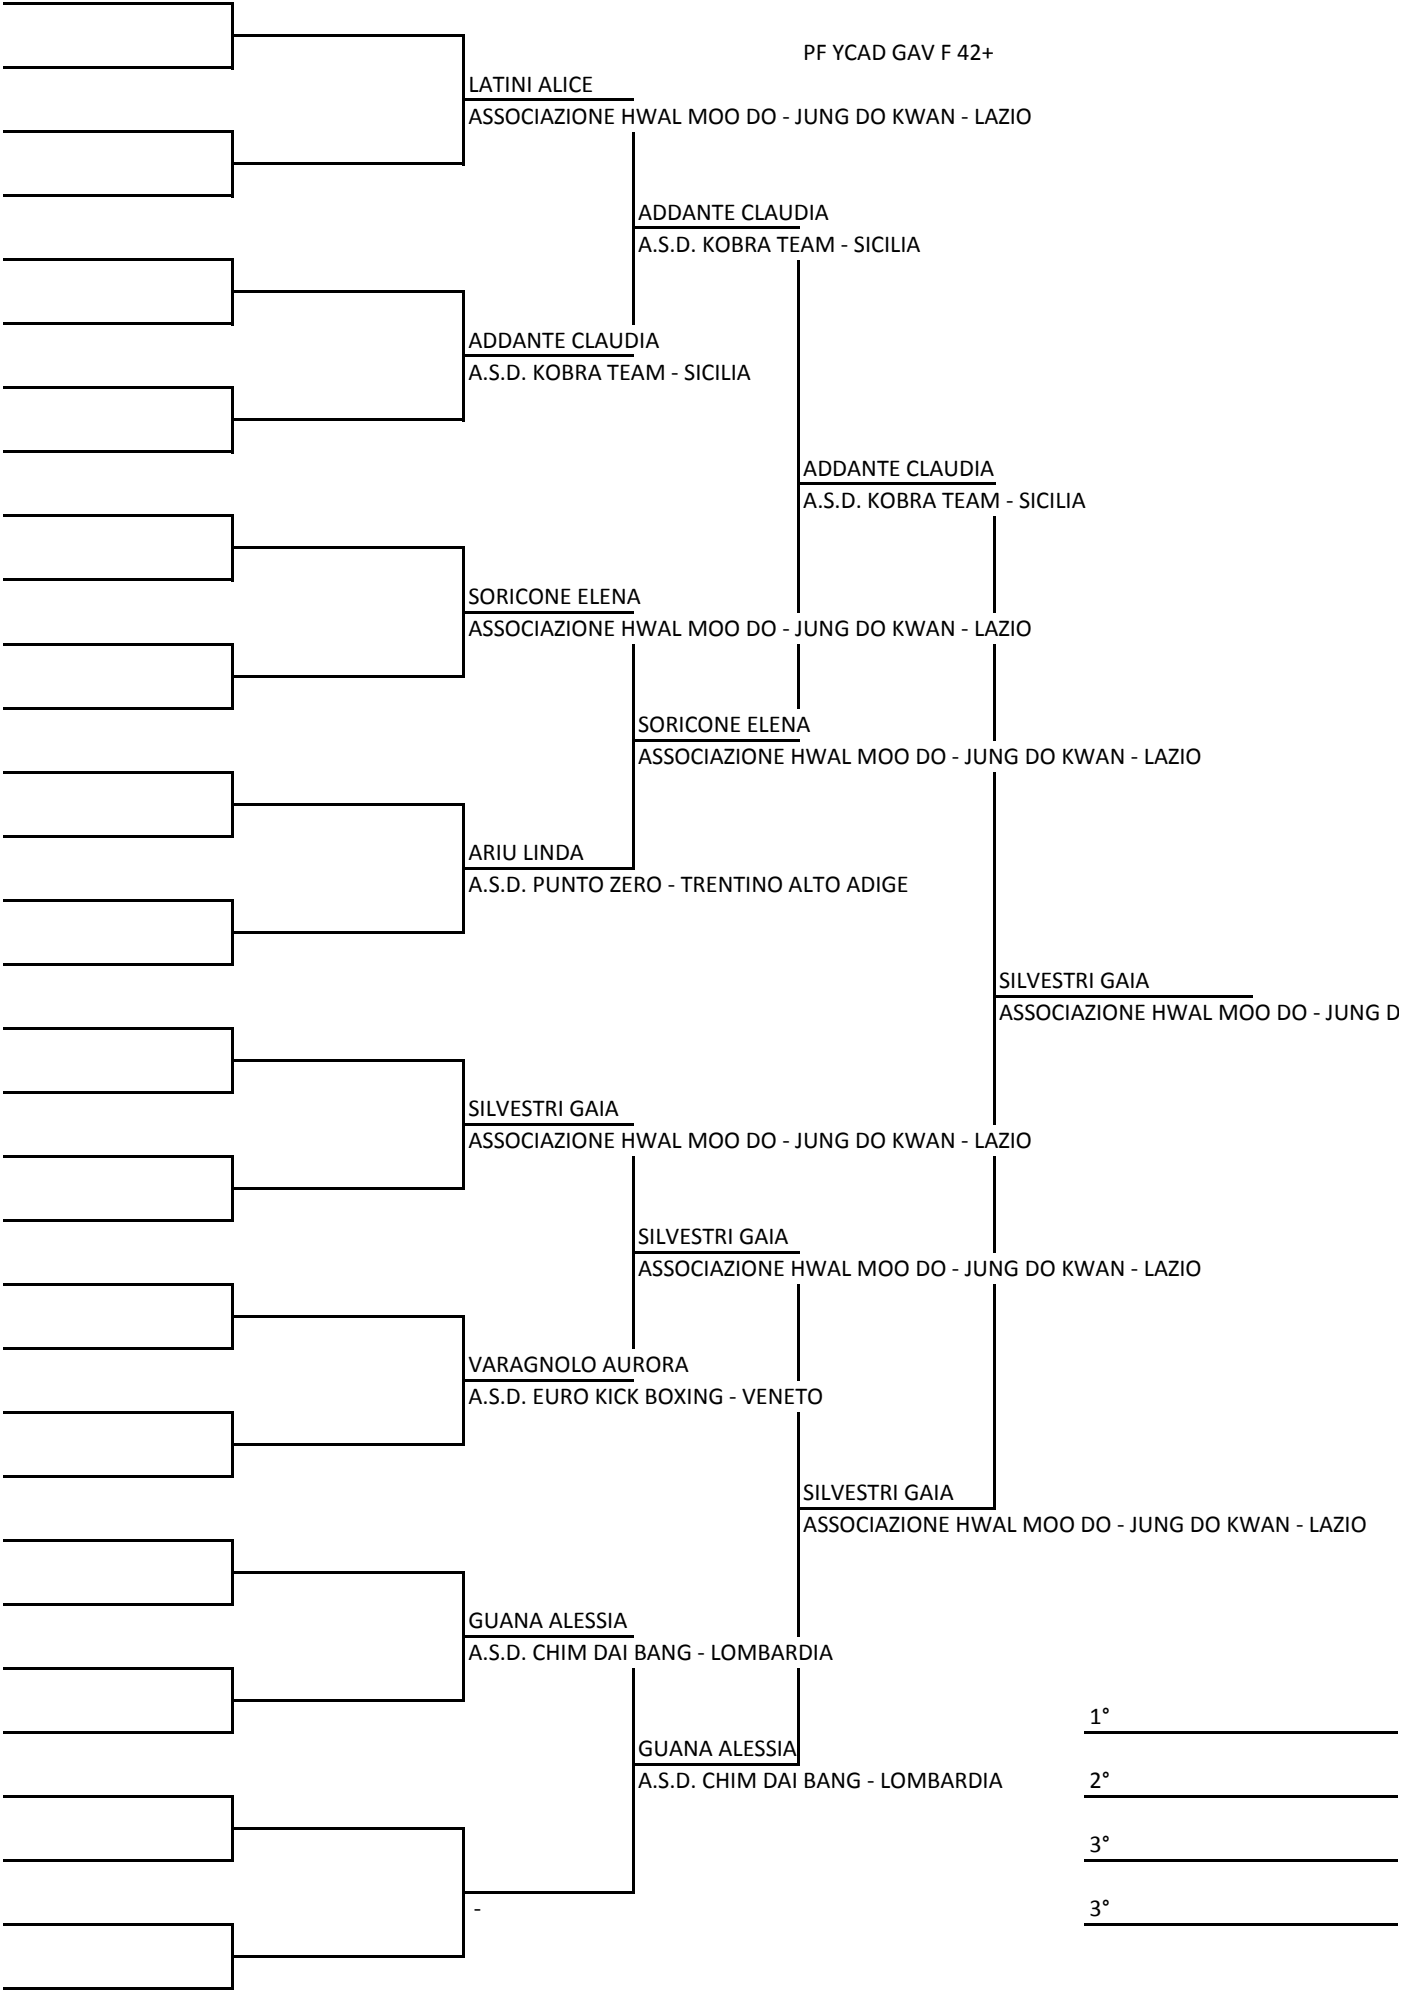 PF YCAD GAV F 42+
LATINI ALICE
ASSOCIAZIONE HWAL MOO DO - JUNG DO KWAN - LAZIO
ADDANTE CLAUDIA
A.S.D. KOBRA TEAM - SICILIA
ADDANTE CLAUDIA
A.S.D. KOBRA TEAM - SICILIA
ADDANTE CLAUDIA
A.S.D. KOBRA TEAM - SICILIA
SORICONE ELENA
ASSOCIAZIONE HWAL MOO DO - JUNG DO KWAN - LAZIO
SORICONE ELENA
ASSOCIAZIONE HWAL MOO DO - JUNG DO KWAN - LAZIO
ARIU LINDA
A.S.D. PUNTO ZERO - TRENTINO ALTO ADIGE
SILVESTRI GAIA
ASSOCIAZIONE HWAL MOO DO - JUNG D
SILVESTRI GAIA
ASSOCIAZIONE HWAL MOO DO - JUNG DO KWAN - LAZIO
SILVESTRI GAIA
ASSOCIAZIONE HWAL MOO DO - JUNG DO KWAN - LAZIO
VARAGNOLO AURORA
A.S.D. EURO KICK BOXING - VENETO
SILVESTRI GAIA
ASSOCIAZIONE HWAL MOO DO - JUNG DO KWAN - LAZIO
GUANA ALESSIA
A.S.D. CHIM DAI BANG - LOMBARDIA
1°
GUANA ALESSIA
A.S.D. CHIM DAI BANG - LOMBARDIA
2°
3°
-
3°